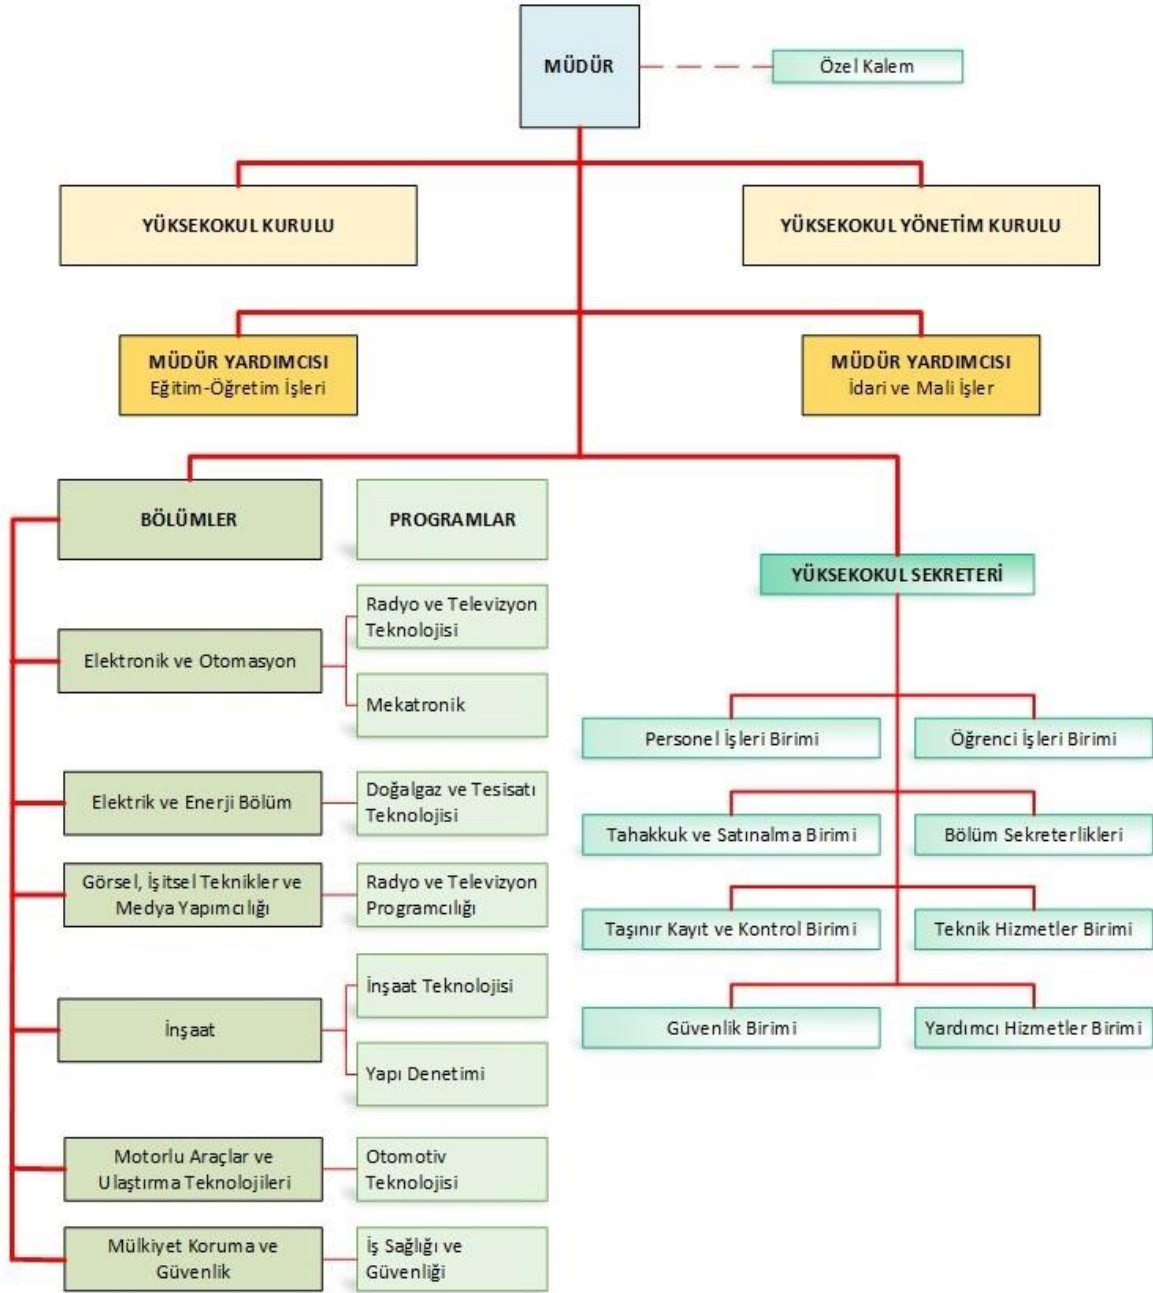 MÜDÜR
Özel Kalem
YÜKSEKOKUL KURULU
YÜKSEKOKUL YÖNETİM KURULU
MÜDÜR YARDIMCISI
Eğitim-Öğretim İşleri
MÜDÜR YARDIMCISI
İdari ve Mali İşler
BÖLÜMLER
PROGRAMLAR
Elektronik ve Otomasyon
Radyo ve Televizyon
Teknolojisi
Mekatronik
Elektrik ve Enerji Bölüm
Doğalgaz ve Tesisatı
Teknolojisi
Görsel, İşitsel Teknikler ve
Medya Yapımcılığı
Radyo ve Televizyon
Programcılığı
İnşaat
İnşaat Teknolojisi
Yapı Denetimi
Motorlu Araçlar ve
Ulaştırma Teknolojileri
Otomotiv
Teknolojisi
Mülkiyet Koruma ve
Güvenlik
İş Sağlığı ve
Güvenliği
YÜKSEKOKUL SEKRETERİ
Personel İşleri Birimi
Öğrenci İşleri Birimi
Tahakkuk ve Satınalma Birimi
Bölüm Sekreterlikleri
Taşınır Kayıt ve Kontrol Birimi
Teknik Hizmetler Birimi
Güvenlik Birimi
Yardımcı Hizmetler Birimi